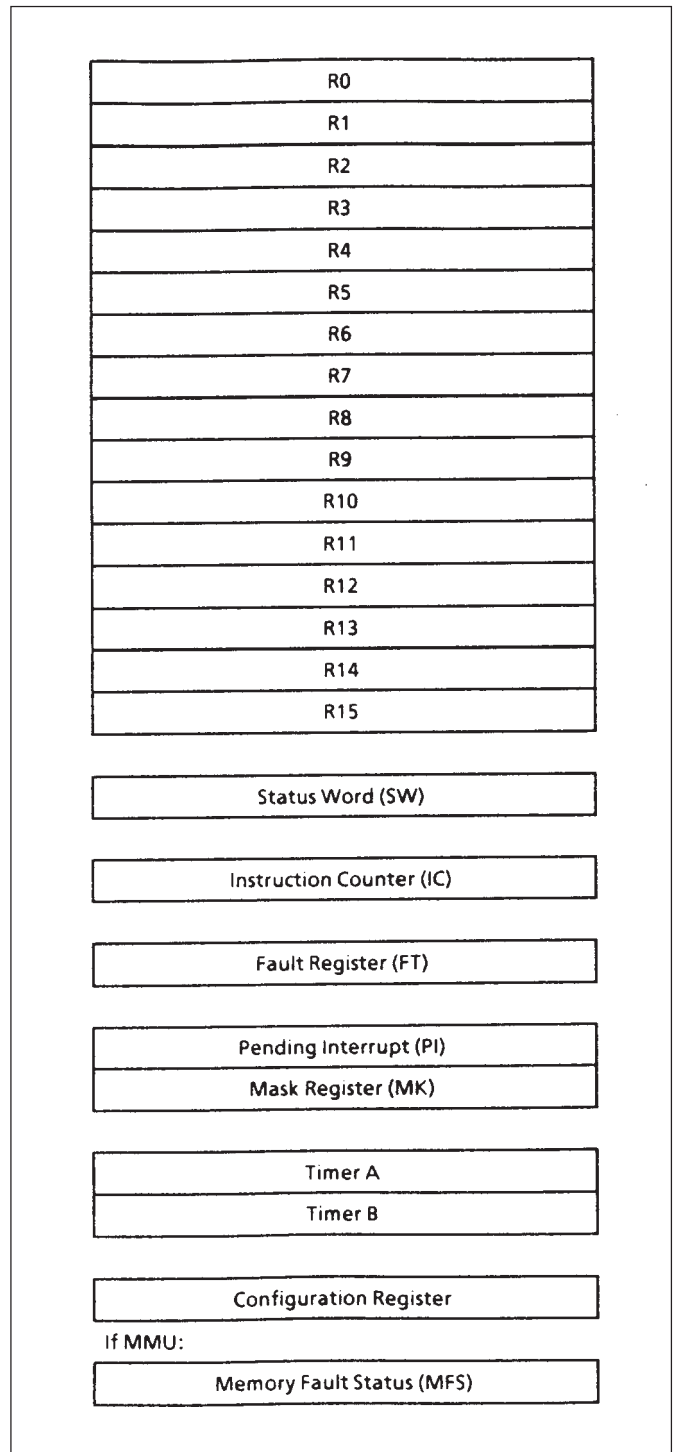 R0
R1
R2
R3
R4
R5
R6
R7
R8
R9
R10
R11
R12
R13
R14
R15
Status Word (SW)
Instruction Counter (IC)
Fault Register (FT)
Pending Interrupt (PI)
Mask Register (MK)
Timer A
Timer B
Configuration Register
If MMU:
Memory Fault Status (MFS)